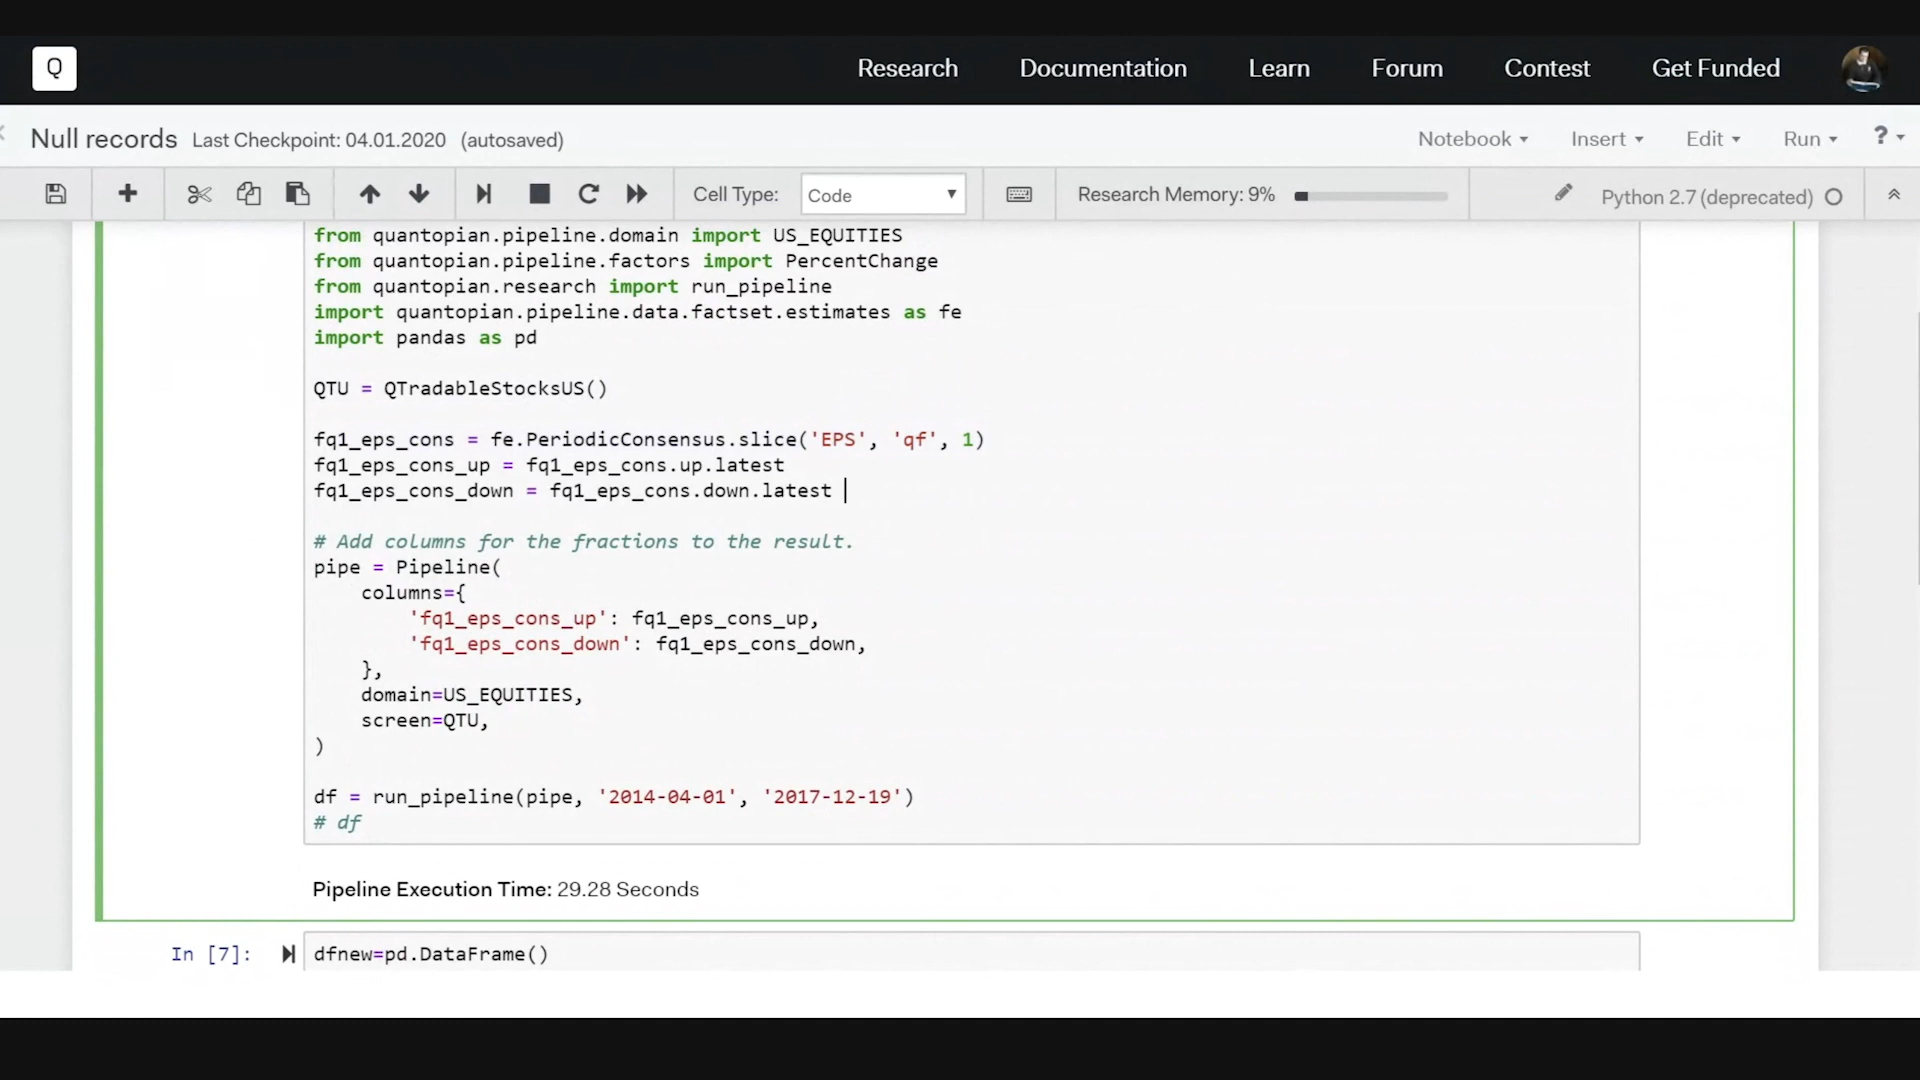 Q
Research Documentation Learn Forum Contest Get Funded
Null records Last Checkpoint: 04.01.2020 (autosaved) Notebook Insert Edit Run ?
Cell Type: Code Research Memory: 9% Python 2.7 (deprecated)
from quantopian.pipeline.domain import US_EQUITIES
from quantopian.pipeline.factors import PercentChange
from quantopian.research import run_pipeline
import quantopian.pipeline.data.factset.estimates as fe
import pandas as pd
QTU = QTradableStocksUS()
fq1_eps_cons = fe.PeriodicConsensus.slice('EPS', 'qf', 1)
fq1_eps_cons_up = fq1_eps_cons.up.latest
fq1_eps_cons_down = fq1_eps_cons.down.latest
# Add columns for the fractions to the result.
pipe = Pipeline(
columns={
'fq1_eps_cons_up': fq1_eps_cons_up,
'fq1_eps_cons_down': fq1_eps_cons_down,
},
domain=US_EQUITIES,
screen=QTU,
)
df = run_pipeline(pipe, '2014-04-01', '2017-12-19')
# df
Pipeline Execution Time: 29.28 Seconds
In [7]: dfnew=pd.DataFrame()